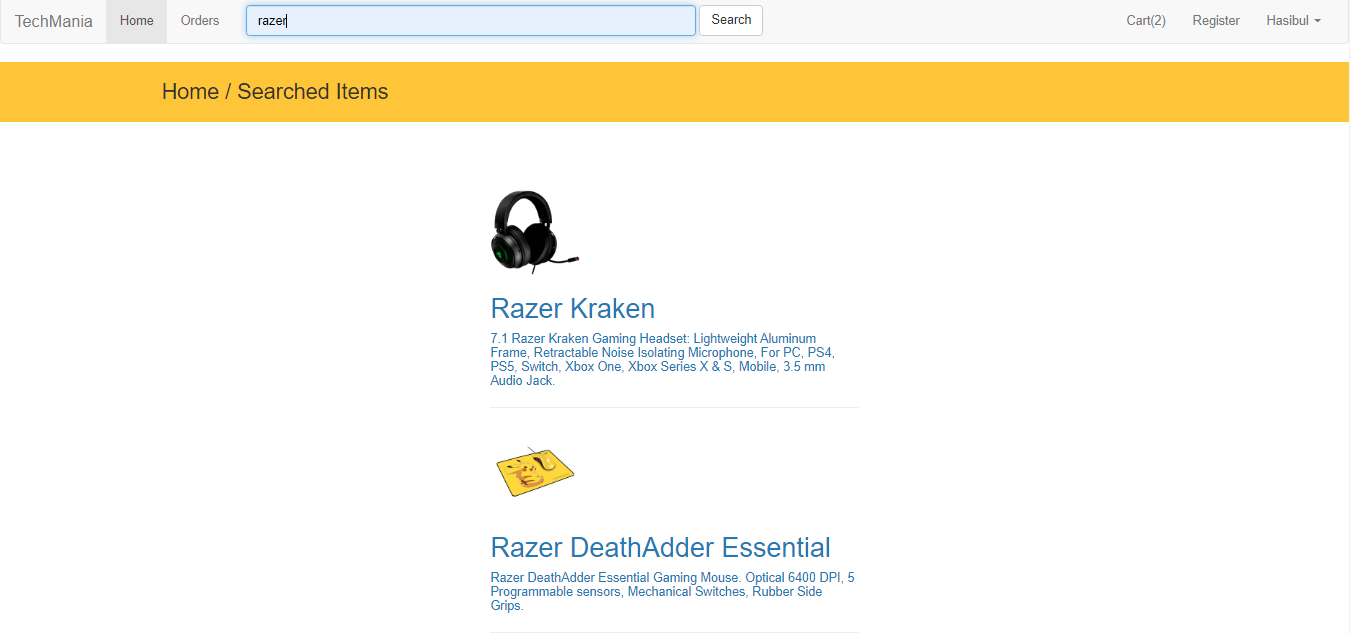 TechMania Home Orders razer Search Cart(2) Register Hasibul
Home / Searched Items
Razer Kraken
7.1 Razer Kraken Gaming Headset: Lightweight Aluminum
Frame, Retractable Noise Isolating Microphone, For PC, PS4,
PS5, Switch, Xbox One, Xbox Series X & S, Mobile, 3.5 mm
Audio Jack.
Razer DeathAdder Essential
Razer DeathAdder Essential Gaming Mouse. Optical 6400 DPI, 5
Programmable sensors, Mechanical Switches, Rubber Side
Grips.